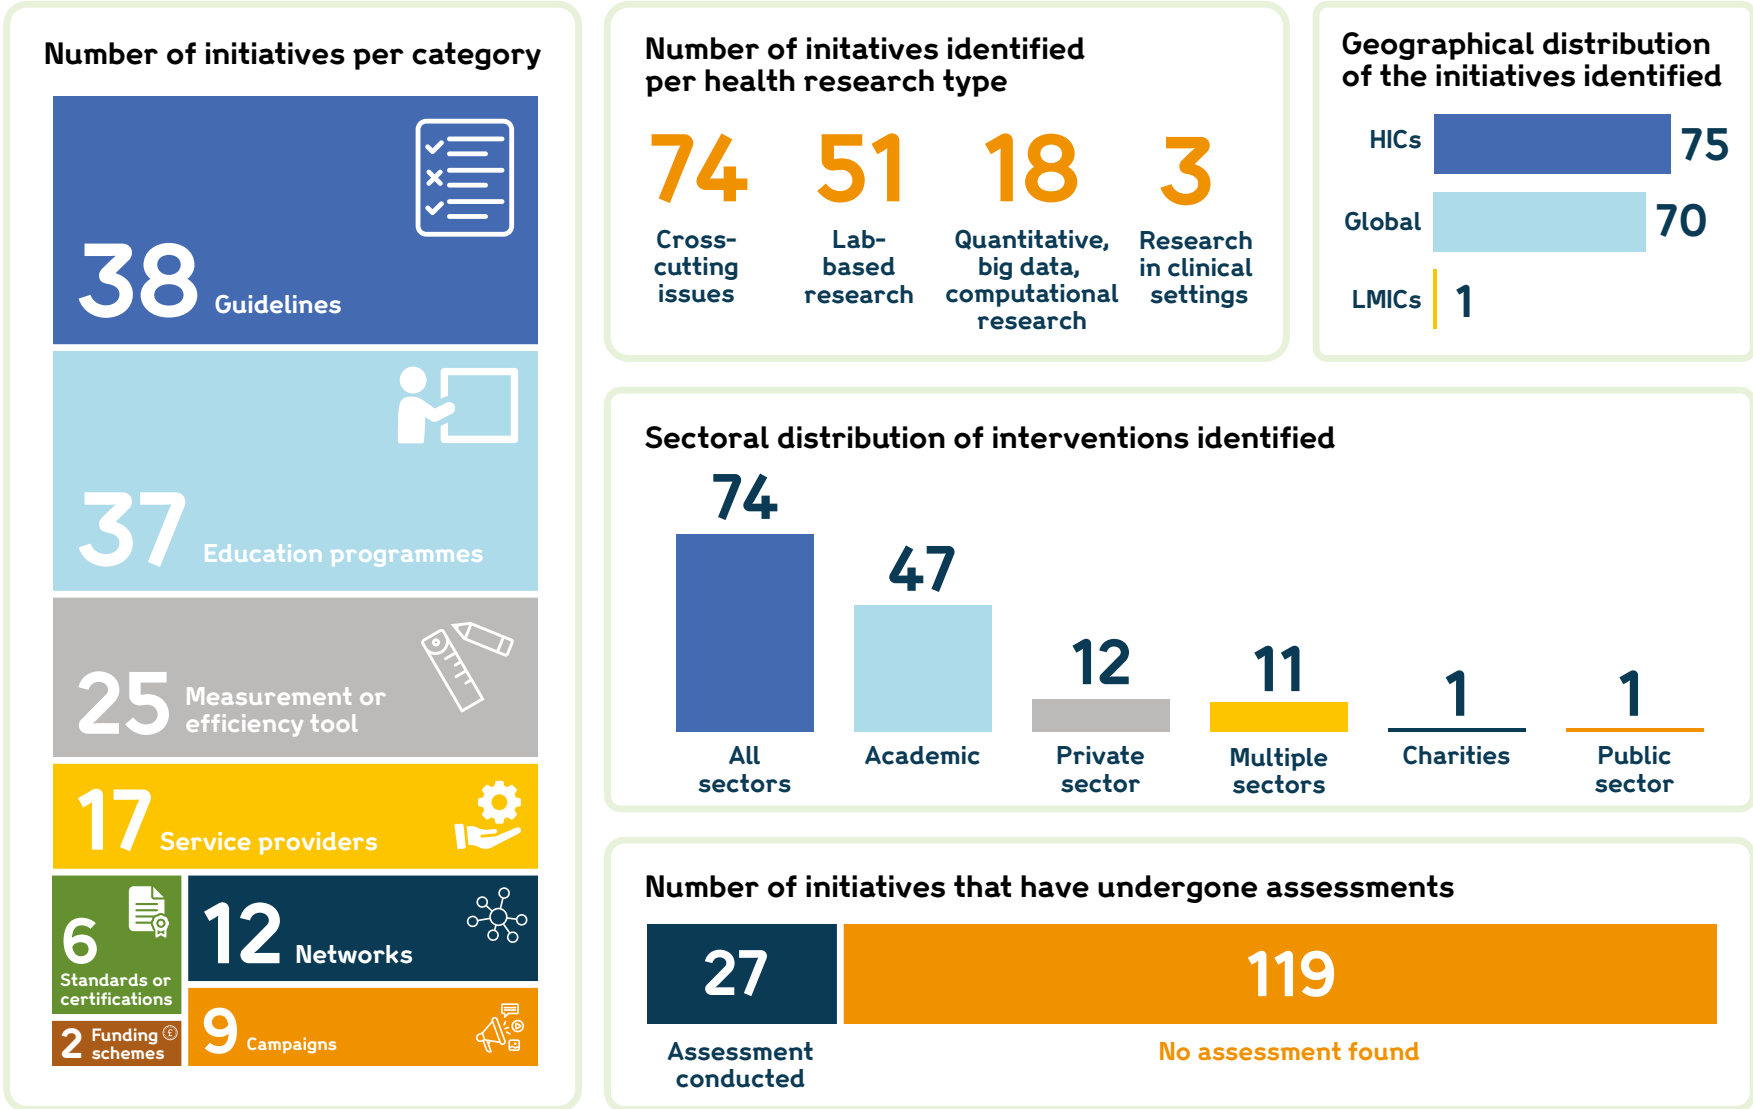 Number of initiatives per category
38 Guidelines
37 Education programmes
25 Measurement or
efficiency tool
17 Service providers
6
Standards or
certifications
12 Networks
2 Funding £
schemes
9 Campaigns
Number of initatives identified
per health research type
74
Cross-
cutting
issues
51
Lab-
based
research
18
Quantitative,
big data,
computational
research
3
Research
in clinical
settings
Geographical distribution
of the initiatives identified
HICs 75
Global 70
LMICs 1
Sectoral distribution of interventions identified
74
All
sectors
47
Academic
12
Private
sector
11
Multiple
sectors
1
Charities
1
Public
sector
Number of initiatives that have undergone assessments
27
Assessment
conducted
119
No assessment found